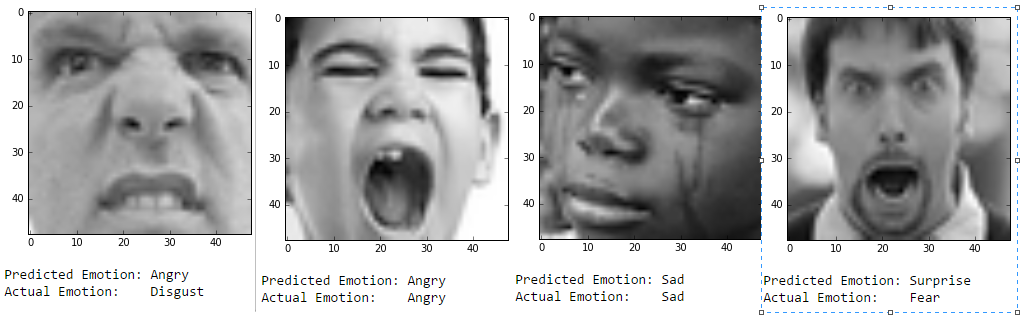 0
10
20
30
40
0 10 20 30 40
Predicted Emotion: Angry
Actual Emotion: Disgust
0
10
20
30
40
0 10 20 30 40
Predicted Emotion: Angry
Actual Emotion: Angry
0
10
20
30
40
0 10 20 30 40
Predicted Emotion: Sad
Actual Emotion: Sad
0
10
20
30
40
0 10 20 30 40
Predicted Emotion: Surprise
Actual Emotion: Fear